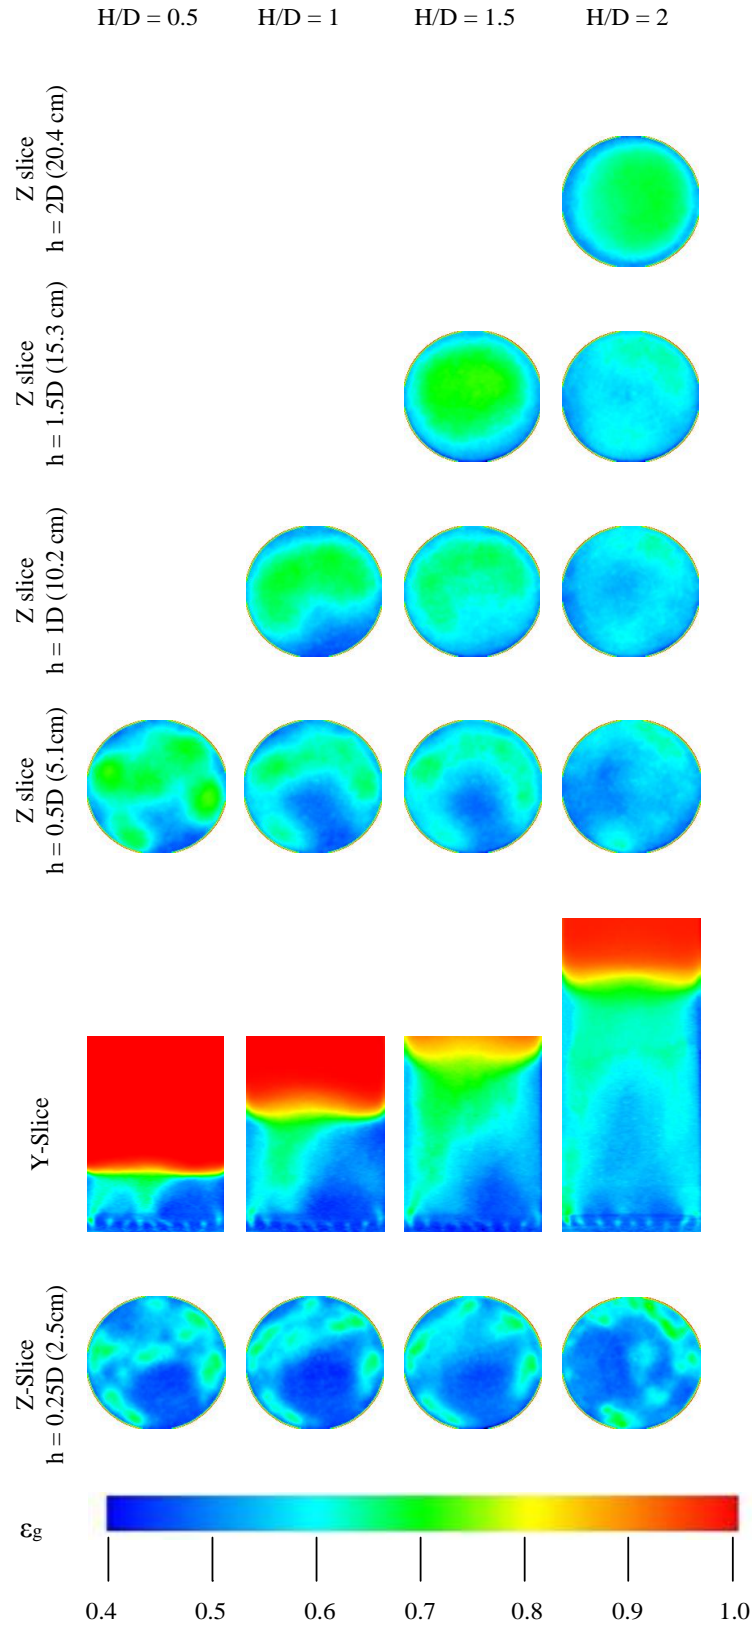 H/D = 0.5 H/D = 1 H/D = 1.5 H/D = 2
Z slice
h = 2D (20.4 cm)
Z slice
h = 1.5D (15.3 cm)
Z slice
h = 1D (10.2 cm)
Z slice
h = 0.5D (5.1cm)
Y-Slice
Z-Slice
h = 0.25D (2.5cm)
εg
0.4 0.5 0.6 0.7 0.8 0.9 1.0